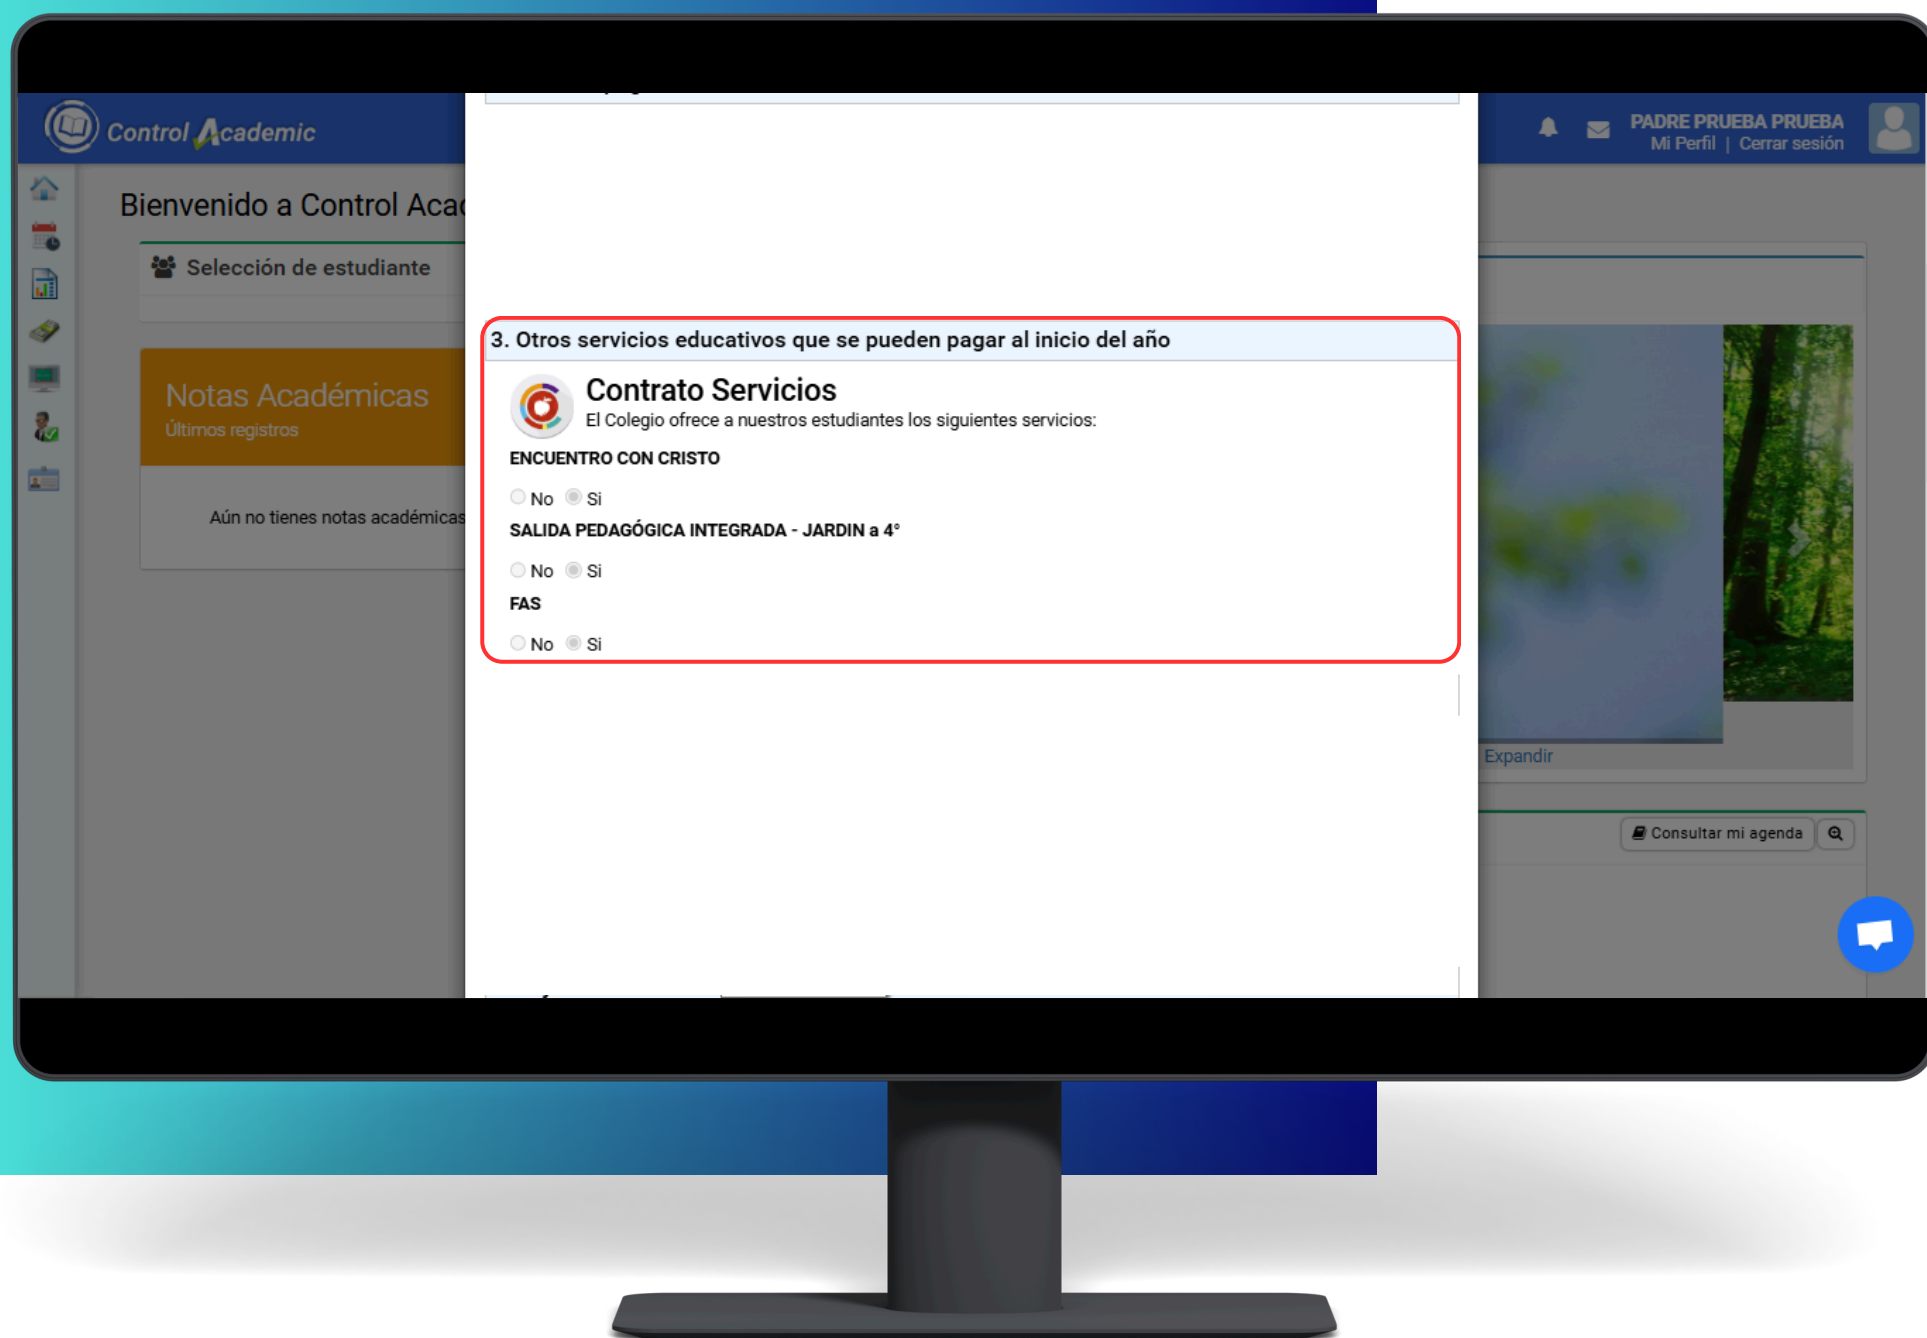 Control Academic
PADRE PRUEBA PRUEBA
Mi Perfil | Cerrar sesión
Bienvenido a Control Acad
Selección de estudiante
Notas Académicas
Últimos registros
Aún no tienes notas académicas
3. Otros servicios educativos que se pueden pagar al inicio del año
Contrato Servicios
El Colegio ofrece a nuestros estudiantes los siguientes servicios:
ENCUENTRO CON CRISTO
No Si
SALIDA PEDAGÓGICA INTEGRADA - JARDIN a 4°
No Si
FAS
No Si
Expandir
Consultar mi agenda